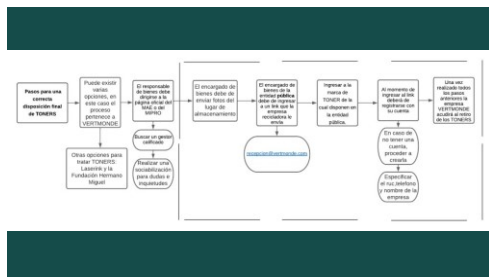 Pasos para una
correcta
disposición final
de TONERS
Puede existir
varias
opciones, en
este caso el
proceso
pertenece a
VERTMONDE
Otras opciones para
tratar TONERS:
Laserink y la
Fundación Hermano
Miguel
El responsable
de bienes debe
dirigirse a la
página oficial del
MAE o del
MIPRO
Buscar un gestor
calificado
Realizar una
sociabilización
para dudas e
inquietudes
El encargado de
bienes debe de
enviar fotos del
lugar de
almacenamiento
El encargado de
bienes de la
entidad pública
debe de ingresar
a un link que la
empresa
recicladora le
envía
recepcion@vertmonde.com
Ingresar a la
marca de
TONER de la
cual disponen en
la entidad
pública.
Al momento de
ingresar al link
deberá de
registrarse con
su cuenta
En caso de
no tener una
cuenta,
proceder a
crearla.
Especificar
el ruc,telefono
y nombre de la
empresa
Una vez
realizado todos
los pasos
anteriores la
empresa
VERTMONDE
acudirá al retiro
de los TONERS